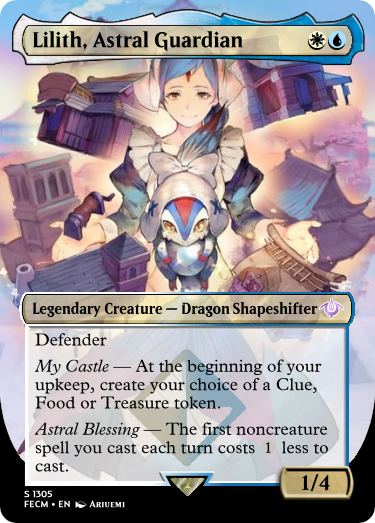 Lilith, Astral Guardian
Legendary Creature — Dragon Shapeshifter
Defender
My Castle — At the beginning of your
upkeep, create your choice of a Clue,
Food or Treasure token.
Astral Blessing — The first noncreature
spell you cast each turn costs 1 less to
cast.
1/4
S 1305
FECM • EN Ariuemi